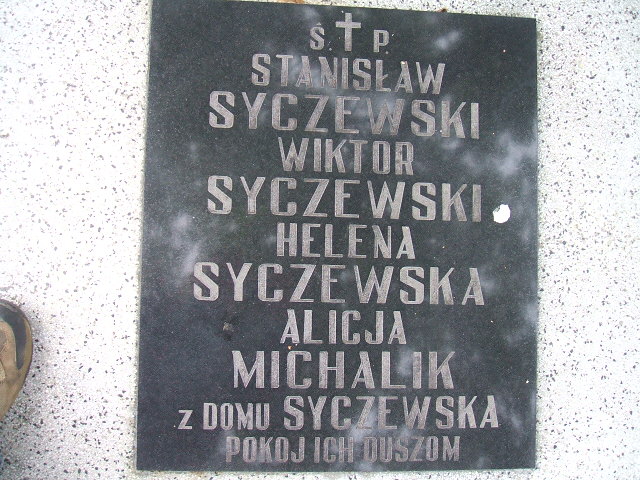 Ś. † P.
STANISŁAW
SYCZEWSKI
WIKTOR
SYCZEWSKI
HELENA
SYCZEWSKA
ALICJA
MICHALIK
Z DOMU SYCZEWSKA
POKÓJ ICH DUSZOM